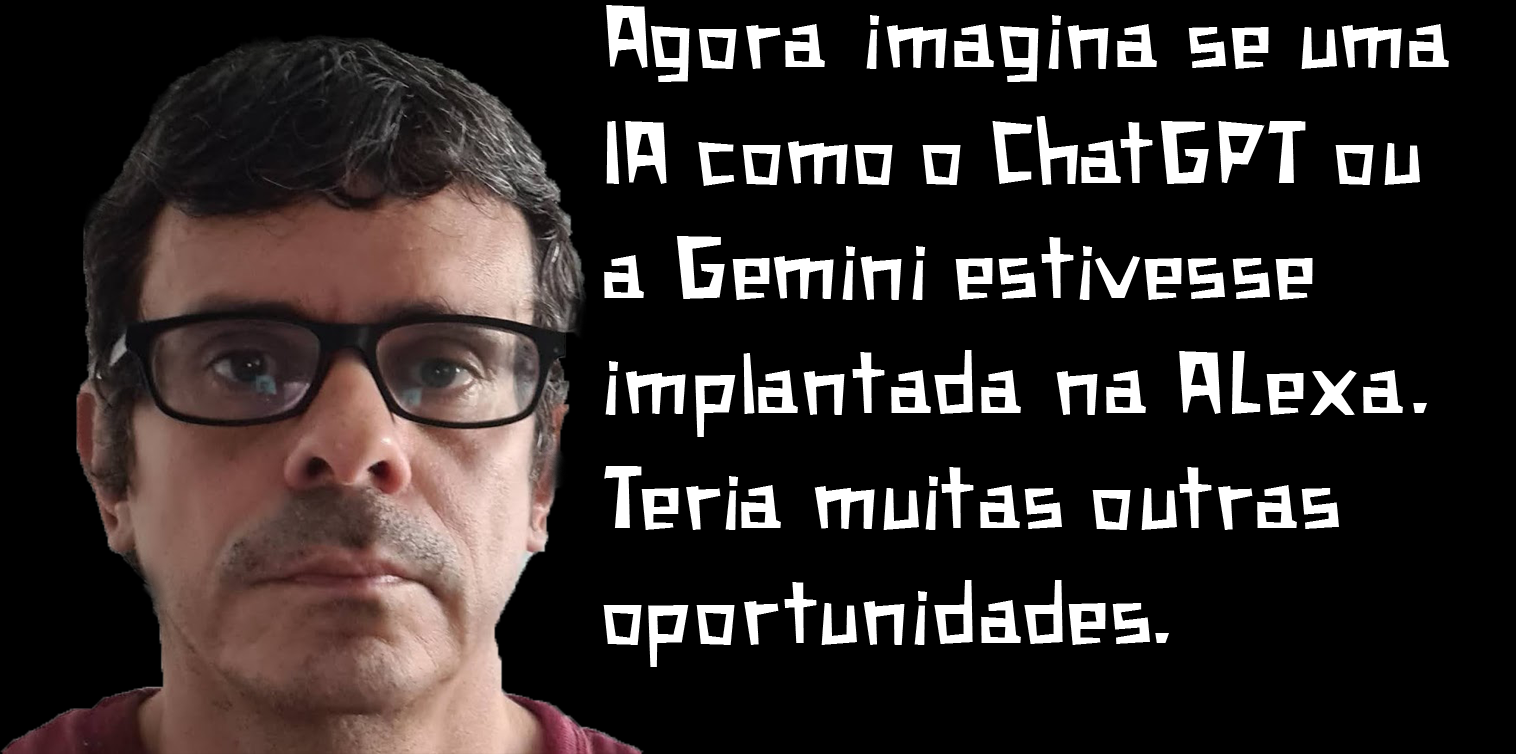 Agora imagina se uma
IA como o ChatGPT ou
a Gemini estivesse
implantada na ALexa.
Teria muitas outras
oportunidades.